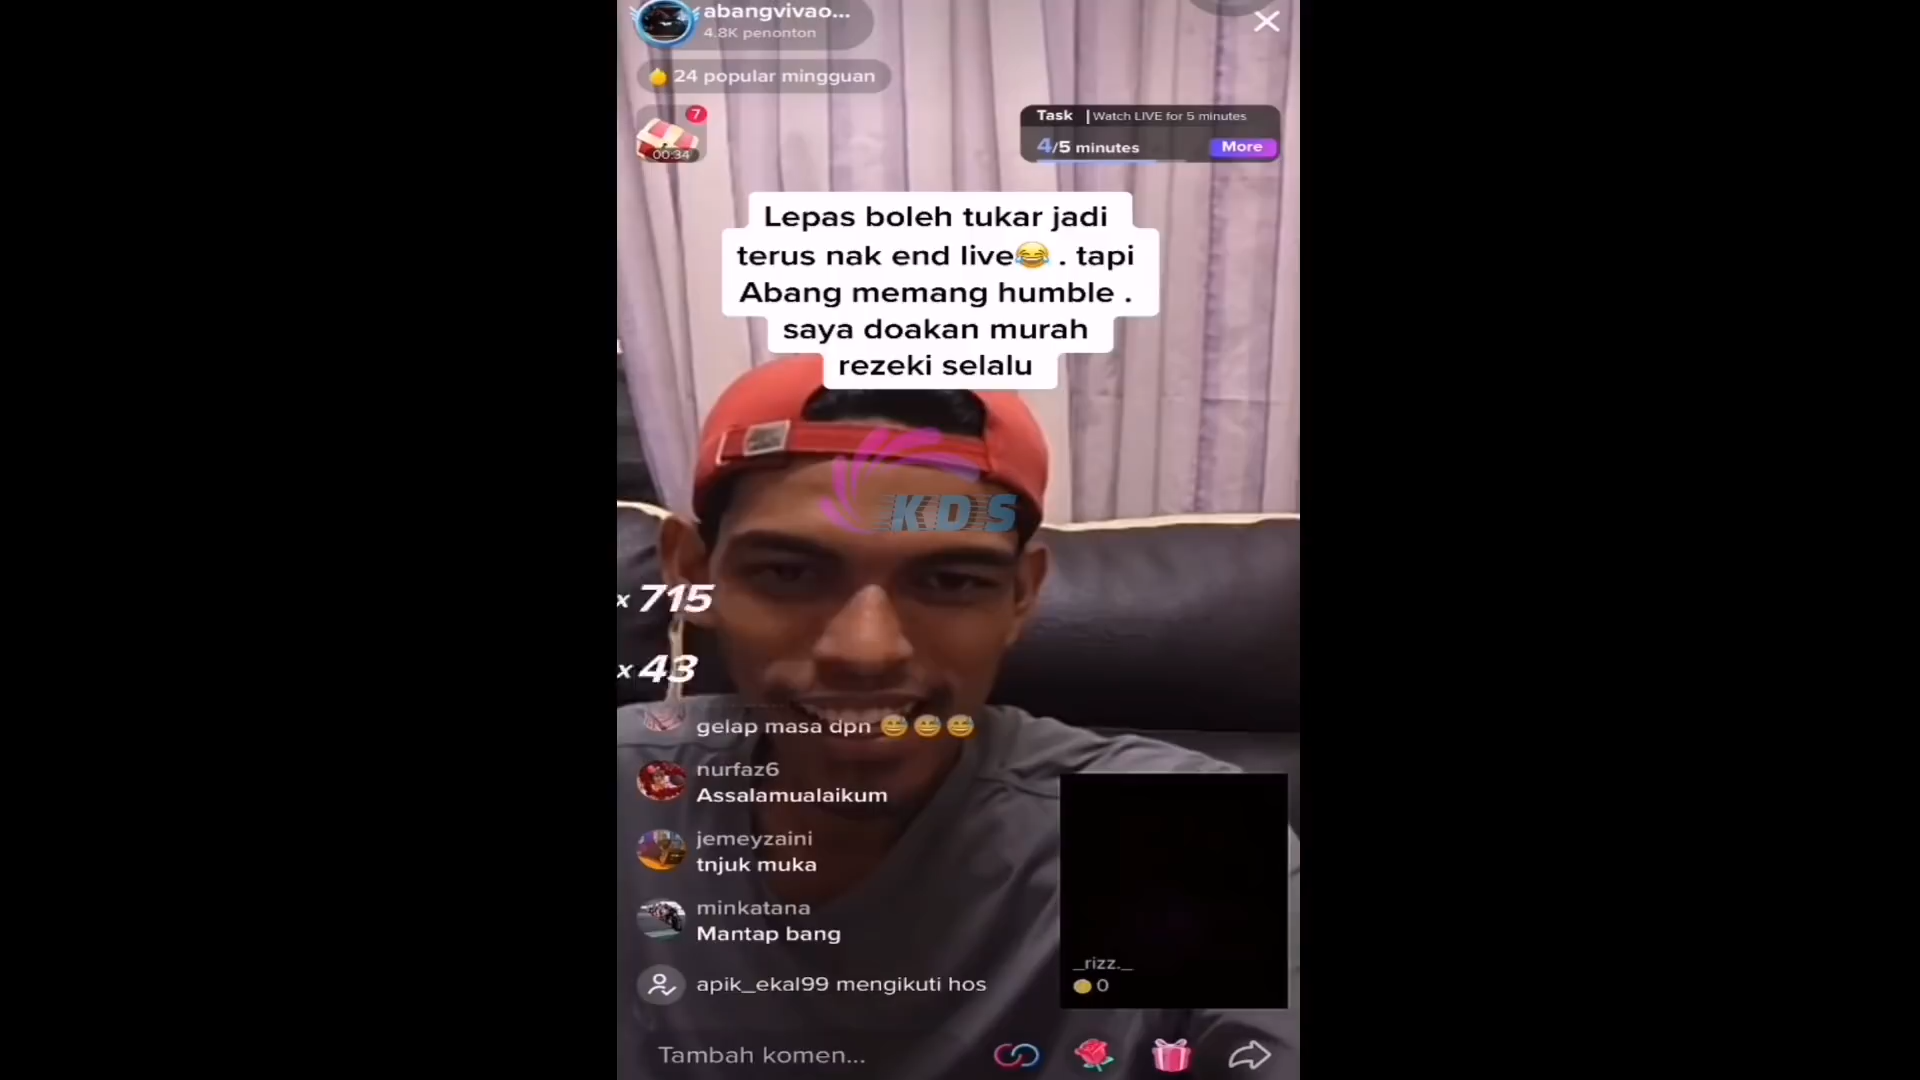 abangvivao...
4.8K penonton
24 popular mingguan
7
00:34
Task | Watch LIVE for 5 minutes
4/5 minutes More
Lepas boleh tukar jadi
terus nak end live😂 . tapi
Abang memang humble .
saya doakan murah
rezeki selalu
KDS
x 715
x 43
gelap masa dpn 😅😅😅
nurfaz6
Assalamualaikum
jemeyzaini
tnjuk muka
minkatana
Mantap bang
apik_ekal99 mengikuti hos
_rizz._
0
Tambah komen...